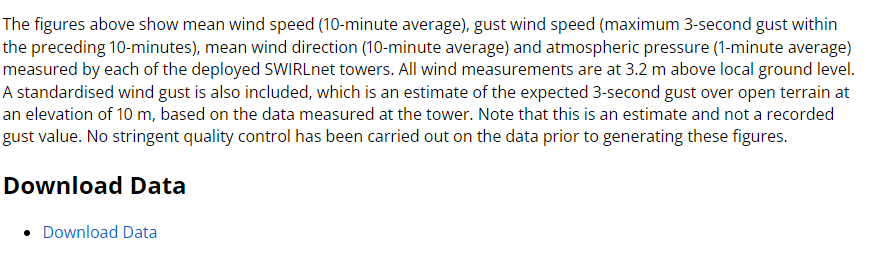 The figures above show mean wind speed (10-minute average), gust wind speed (maximum 3-second gust within
the preceding 10-minutes), mean wind direction (10-minute average) and atmospheric pressure (1-minute average)
measured by each of the deployed SWIRLnet towers. All wind measurements are at 3.2 m above local ground level.
A standardised wind gust is also included, which is an estimate of the expected 3-second gust over open terrain at
an elevation of 10 m, based on the data measured at the tower. Note that this is an estimate and not a recorded
gust value. No stringent quality control has been carried out on the data prior to generating these figures.
Download Data
• Download Data